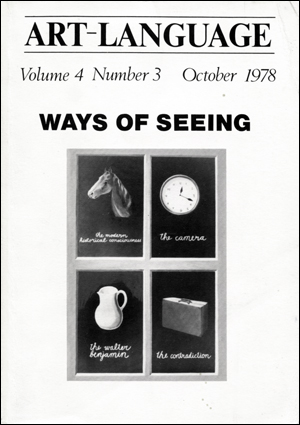 ART-LANGUAGE
Volume 4 Number 3 October 1978
WAYS OF SEEING
the modern
historical consciousness
the camera
the walter
benjamin
the contradiction